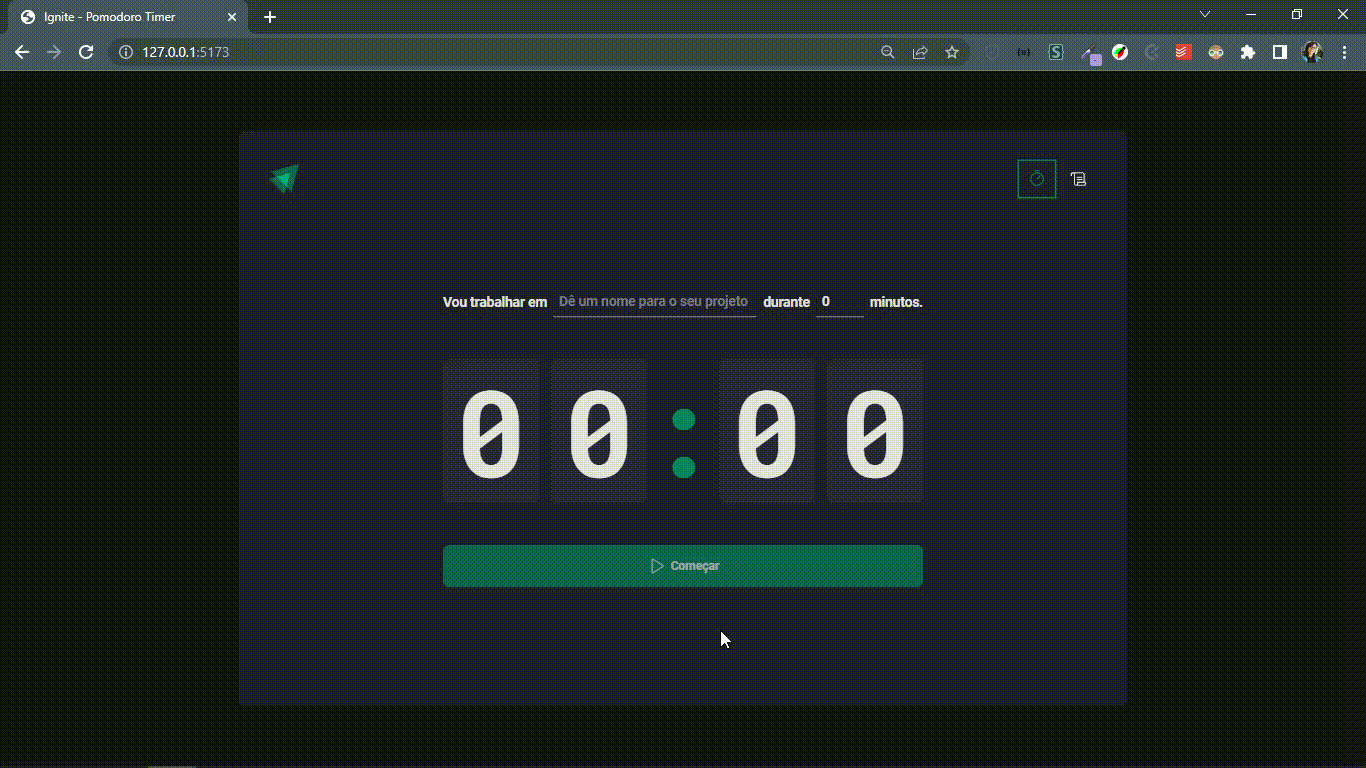 Ignite - Pomodoro Timer
127.0.0.1:5173
Vou trabalhar em Dê um nome para o seu projeto durante 0 minutos.
00:00
Começar